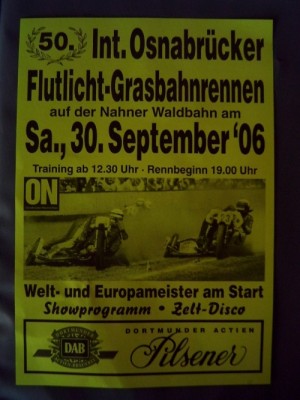 50. Int. Osnabrücker
Flutlicht-Grasbahnrennen
auf der Nahner Waldbahn am
Sa., 30. September '06
Training ab 12.30 Uhr - Rennbeginn 19.00 Uhr
ON
Welt- und Europameister am Start
Showprogramm • Zelt-Disco
DAB
DORTMUNDER ACTIEN
Pilsener